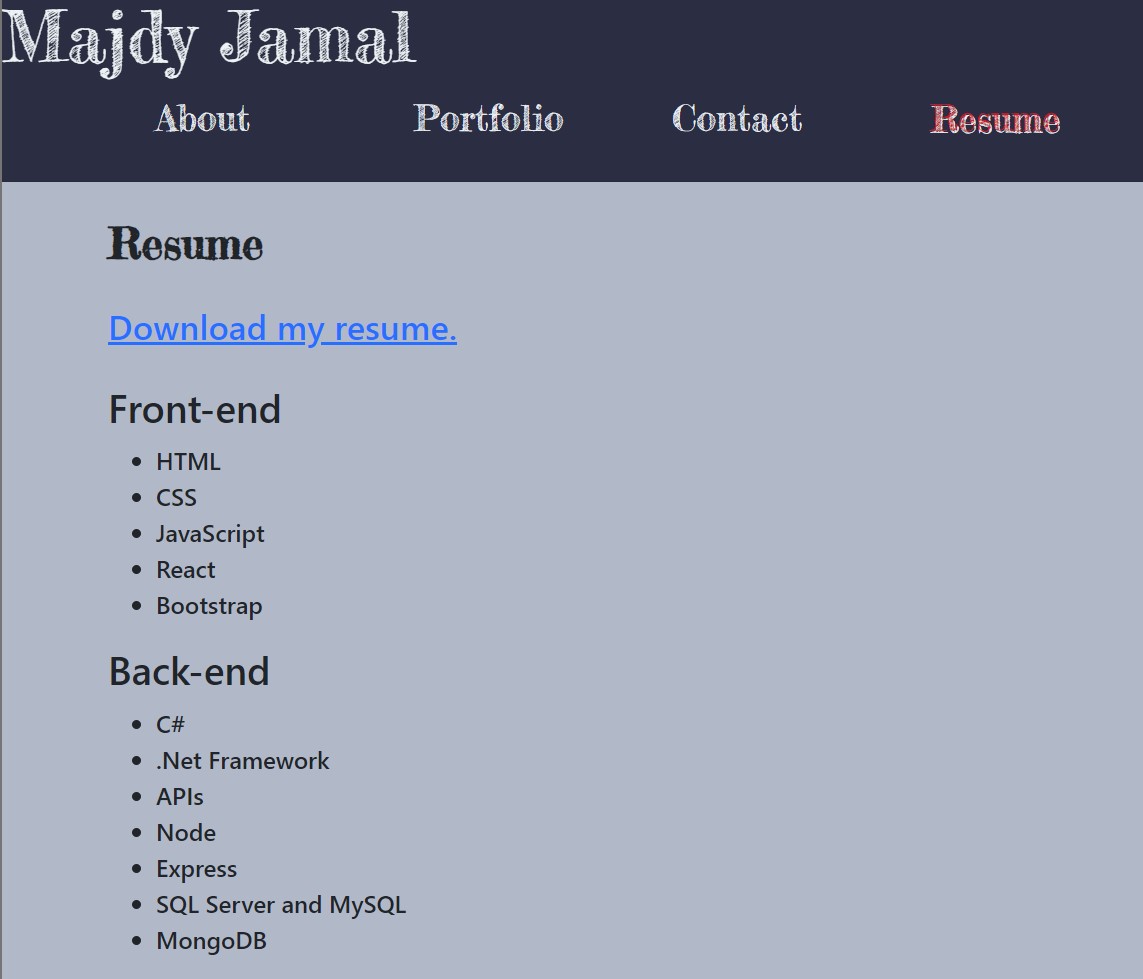 Majdy Jamal
About Portfolio Contact Resume
Resume
Download my resume.
Front-end
HTML
CSS
JavaScript
React
Bootstrap
Back-end
C#
.Net Framework
APIs
Node
Express
SQL Server and MySQL
MongoDB